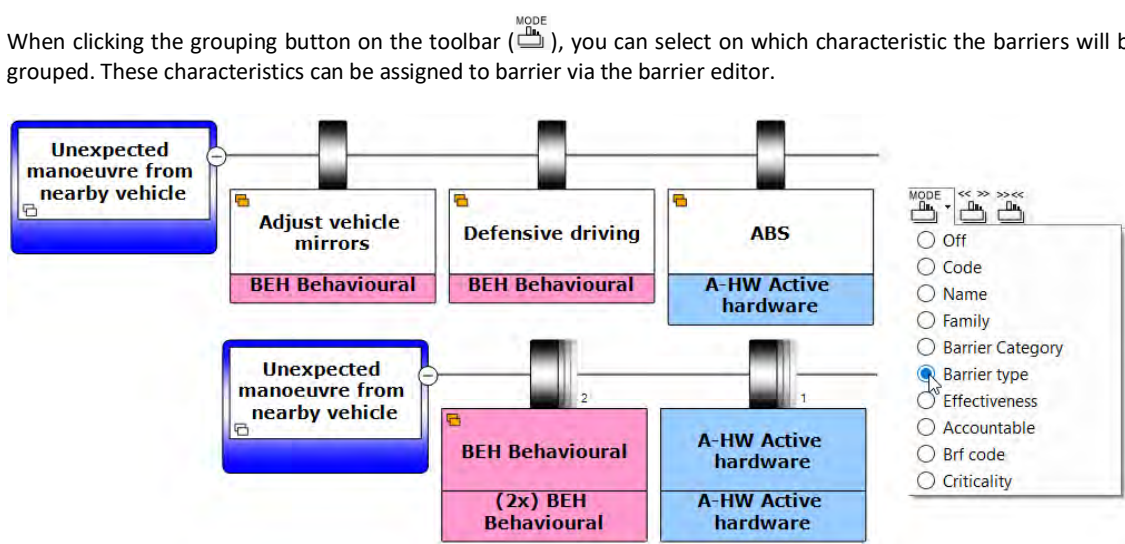 MODE
When clicking the grouping button on the toolbar ( ), you can select on which characteristic the barriers will b
grouped. These characteristics can be assigned to barrier via the barrier editor.
Unexpected
manoeuvre from
nearby vehicle
Adjust vehicle
mirrors
BEH Behavioural
Defensive driving
BEH Behavioural
ABS
A-HW Active
hardware
Unexpected
manoeuvre from
nearby vehicle
2
BEH Behavioural
(2x) BEH
Behavioural
1
A-HW Active
hardware
A-HW Active
hardware
MODE << >> >><<
Off
Code
Name
Family
Barrier Category
Barrier type
Effectiveness
Accountable
Brf code
Criticality